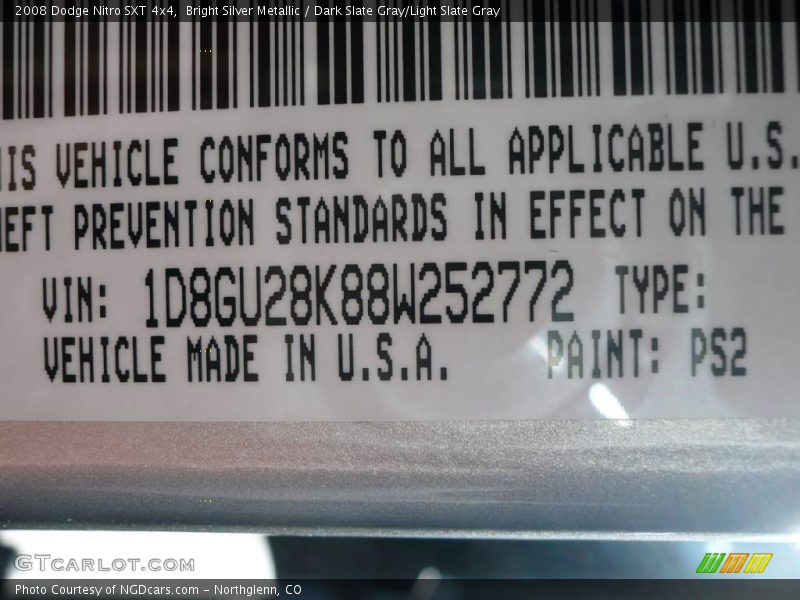 2008 Dodge Nitro SXT 4x4, Bright Silver Metallic / Dark Slate Gray/Light Slate Gray
IS VEHICLE CONFORMS TO ALL APPLICABLE U.S.
EFT PREVENTION STANDARDS IN EFFECT ON THE
VIN: 1D8GU28K88W252772 TYPE:
VEHICLE MADE IN U.S.A. PAINT: PS2
GTCARLOT.COM
Photo Courtesy of NGDcars.com - Northglenn, CO